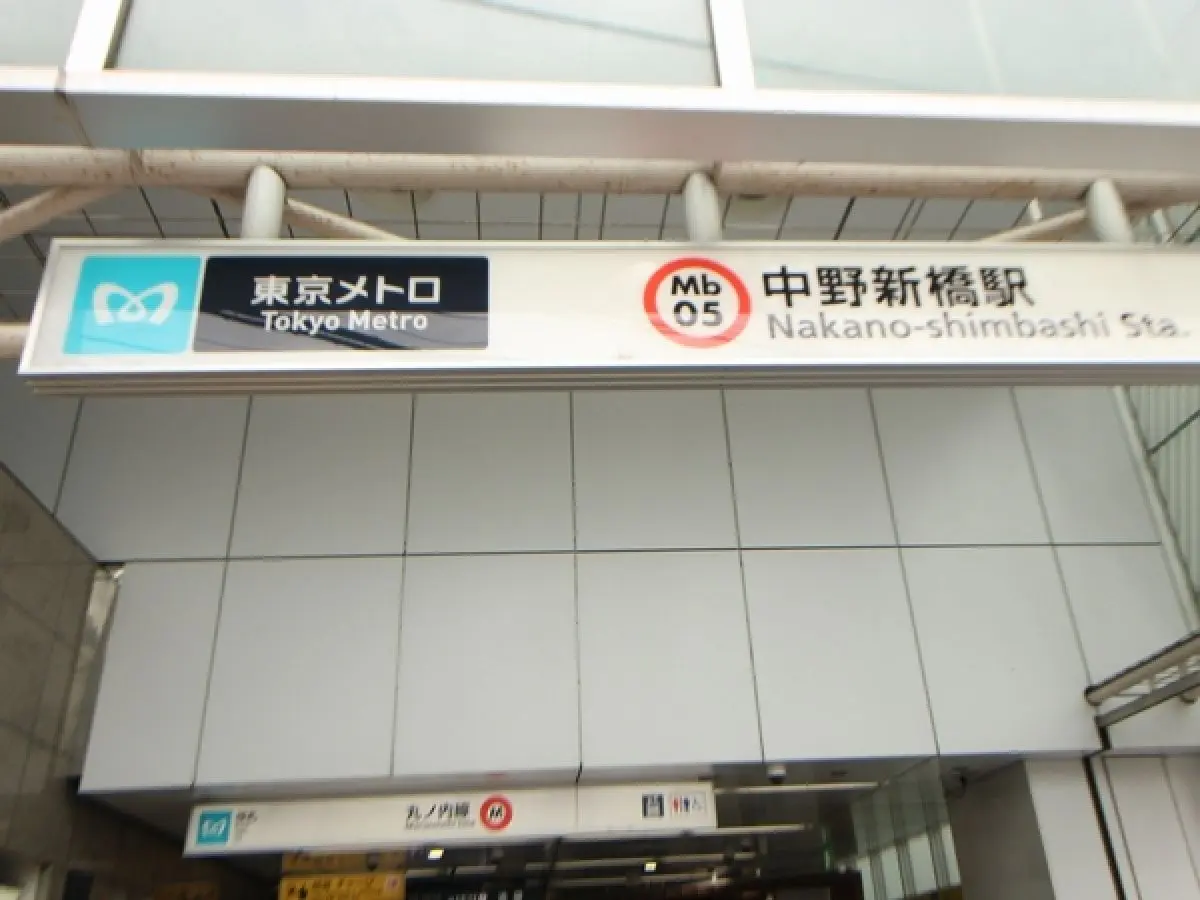 東京メトロ
Tokyo Metro
Mb
05
中野新橋駅
Nakano-shimbashi Sta.
丸ノ内線
M